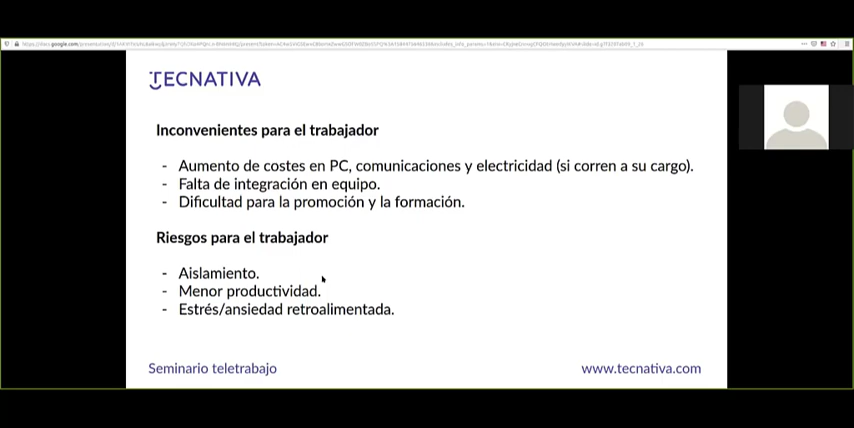 TECNATIVA
Inconvenientes para el trabajador
- Aumento de costes en PC, comunicaciones y electricidad (si corren a su cargo).
- Falta de integración en equipo.
- Dificultad para la promoción y la formación.
Riesgos para el trabajador
- Aislamiento.
- Menor productividad.
- Estrés/ansiedad retroalimentada.
Seminario teletrabajo
www.tecnativa.com